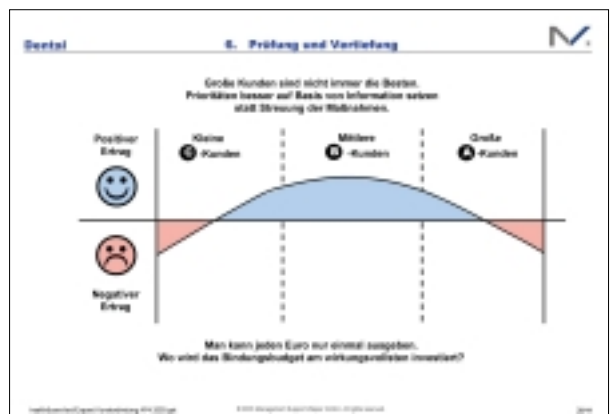 Dental
6. Prüfung und Vertiefung
Große Kunden sind nicht immer die Besten.
Prioritäten besser auf Basis von Information setzen
statt Streuung der Maßnahmen.
Positiver
Ertrag
Kleine
C -Kunden
Mittlere
B -Kunden
Große
A -Kunden
Negativer
Ertrag
Man kann jeden Euro nur einmal ausgeben.
Wo wird das Bindungsbudget am wirkungsvollsten investiert?